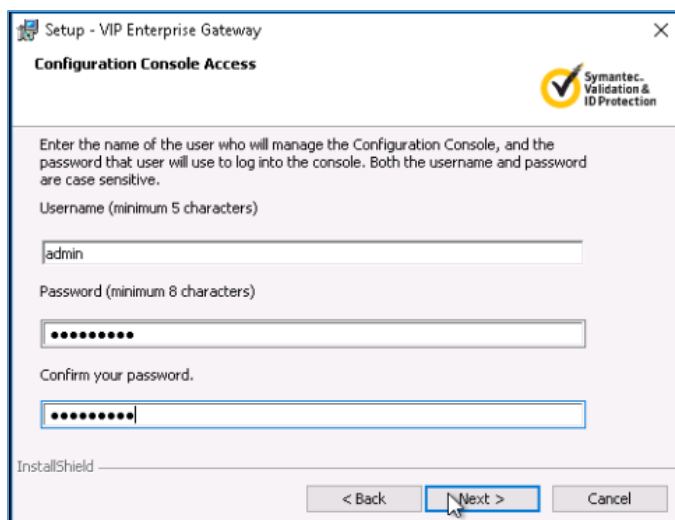 Setup - VIP Enterprise Gateway
Configuration Console Access
Symantec™
Validation &
ID Protection
Enter the name of the user who will manage the Configuration Console, and the
password that user will use to log into the console. Both the username and password
are case sensitive.
Username (minimum 5 characters)
admin
Password (minimum 8 characters)
●●●●●●●●●
Confirm your password.
●●●●●●●●●
InstallShield
< Back
Next >
Cancel